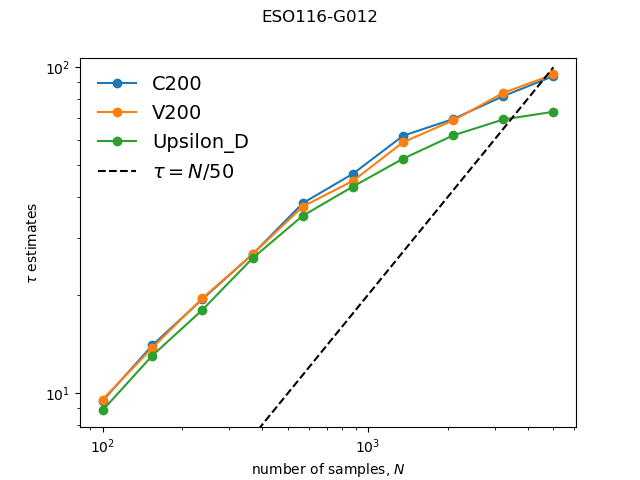 ESO116-G012
10²
C200
V200
Upsilon_D
τ = N/50
τ estimates
10¹
10² 10³
number of samples, N